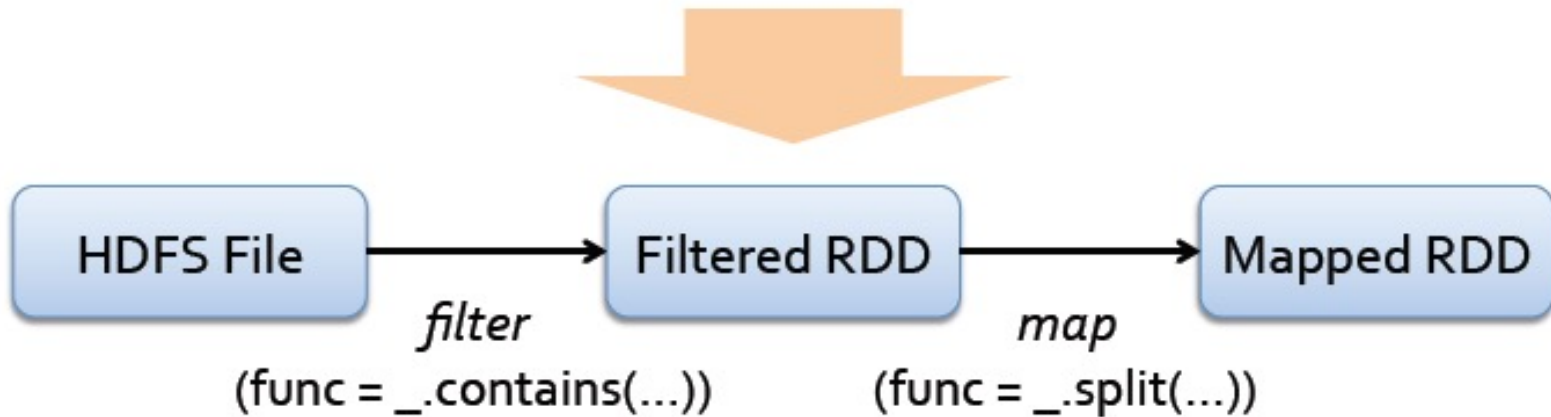 HDFS File
Filtered RDD
Mapped RDD
filter
map
(func = _.contains(...))
(func = _.split(...))